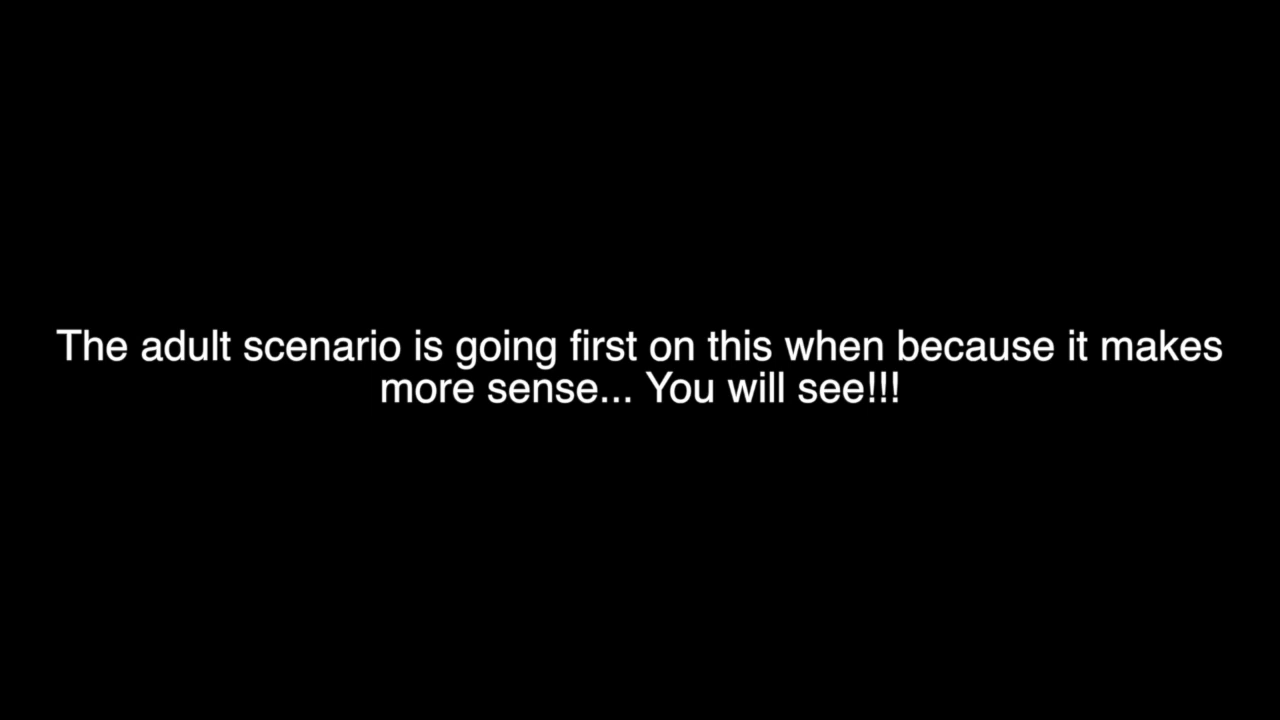 The adult scenario is going first on this when because it makes
more sense... You will see!!!